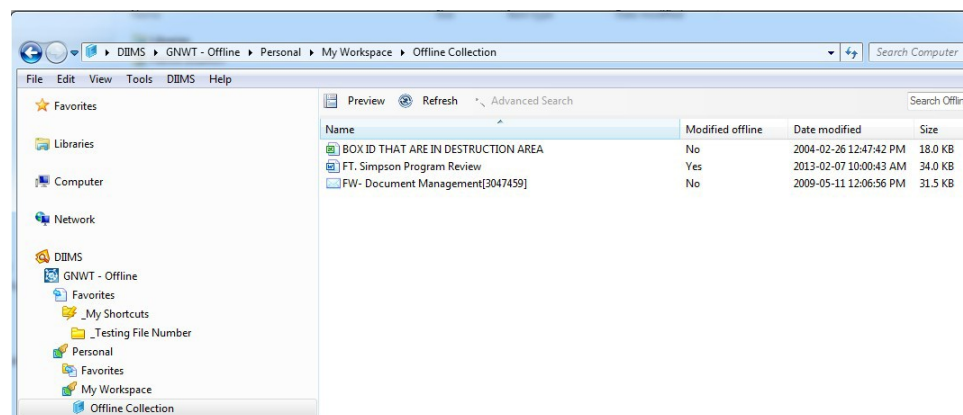 DIIMS GNWT - Offline Personal My Workspace Offline Collection Search Computer
File Edit View Tools DIIMS Help
Favorites
Libraries
Computer
Network
DIIMS
GNWT - Offline
Favorites
_My Shortcuts
_Testing File Number
Personal
Favorites
My Workspace
Offline Collection
Preview Refresh Advanced Search Search Offlin
Name Modified offline Date modified Size
BOX ID THAT ARE IN DESTRUCTION AREA No 2004-02-26 12:47:42 PM 18.0 KB
FT. Simpson Program Review Yes 2013-02-07 10:00:43 AM 34.0 KB
FW- Document Management[3047459] No 2009-05-11 12:06:56 PM 31.5 KB